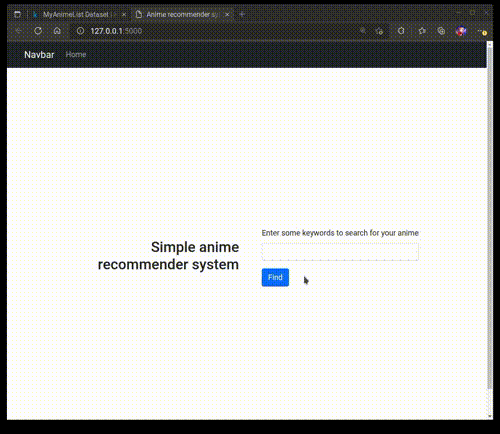 MyAnimeList Dataset
Anime recommender sy
127.0.0.1:5000
Navbar Home
Enter some keywords to search for your anime
Simple anime
recommender system
Find